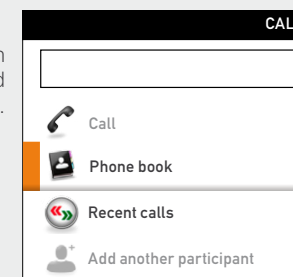 CAL
n
d
.
Call
Phone book
Recent calls
Add another participant